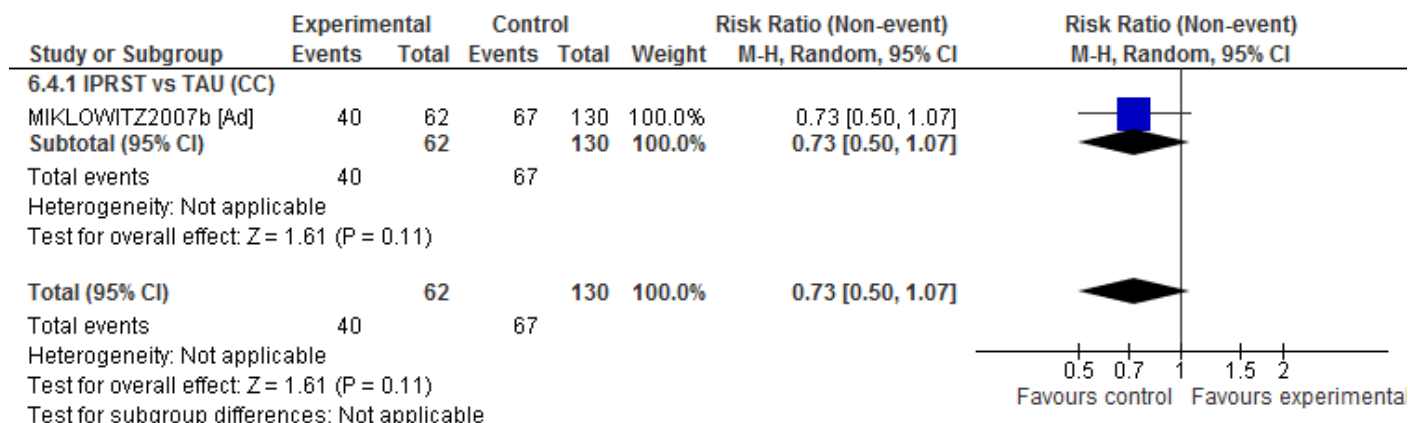 Experimental Control Risk Ratio (Non-event) Risk Ratio (Non-event)
Study or Subgroup Events Total Events Total Weight M-H, Random, 95% CI M-H, Random, 95% CI
6.4.1 IPRST vs TAU (CC)
MIKLOWITZ2007b [Ad] 40 62 67 130 100.0% 0.73 [0.50, 1.07]
Subtotal (95% CI) 62 130 100.0% 0.73 [0.50, 1.07]
Total events 40 67
Heterogeneity: Not applicable
Test for overall effect: Z = 1.61 (P = 0.11)
Total (95% CI) 62 130 100.0% 0.73 [0.50, 1.07]
Total events 40 67
Heterogeneity: Not applicable
Test for overall effect: Z = 1.61 (P = 0.11)
Test for subgroup differences: Not applicable
0.5 0.7 1 1.5 2
Favours control Favours experimental